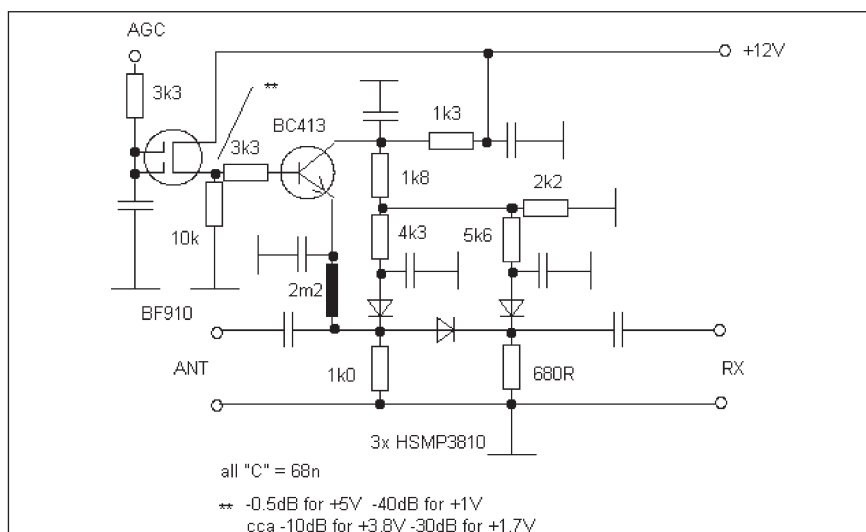 AGC
+12V
3k3
**
BC413
1k3
3k3
1k8
2k2
10k
4k3
5k6
2m2
BF910
ANT
1k0
680R
RX
3x HSMP3810
all "C" = 68n
** -0.5dB for +5V -40dB for +1V
cca -10dB for +3.8V -30dB for +1.7V